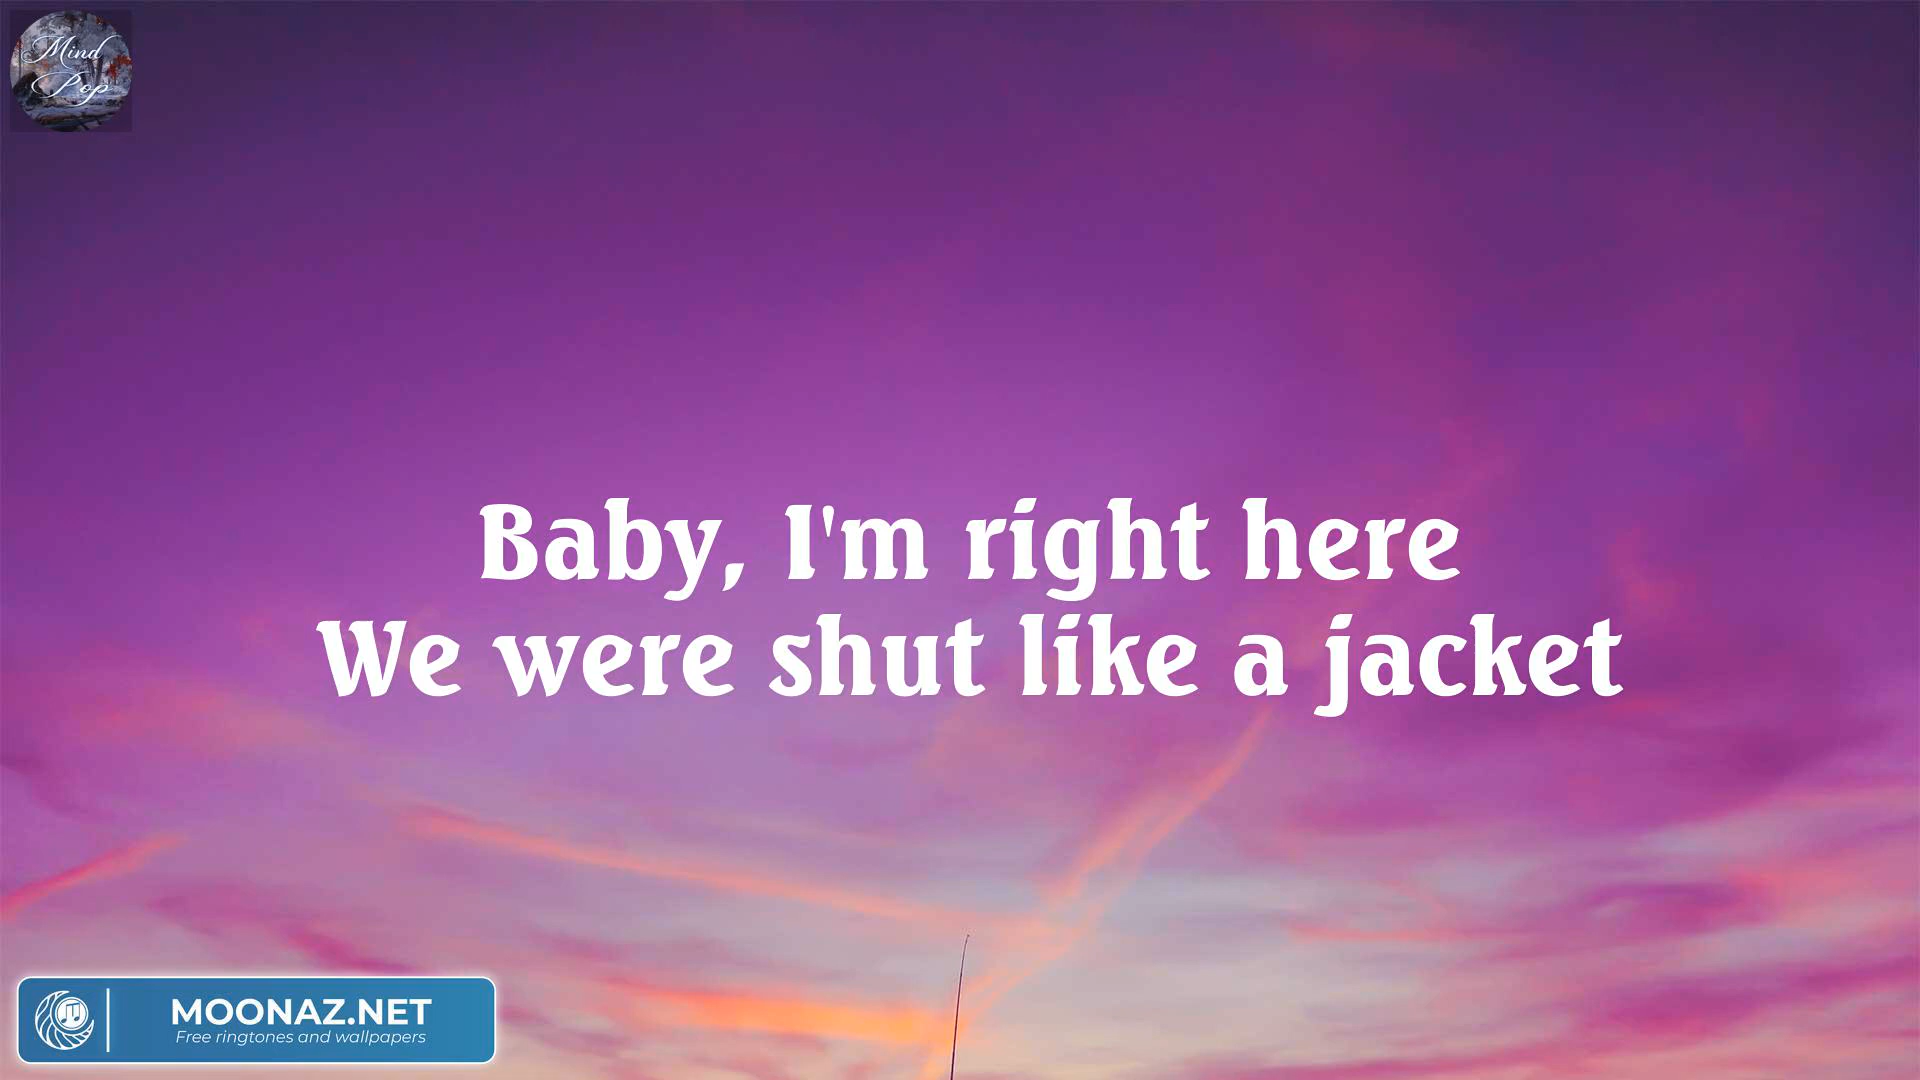 Mind
Pop
Baby, I'm right here
We were shut like a jacket
MOONAZ.NET
Free ringtones and wallpapers